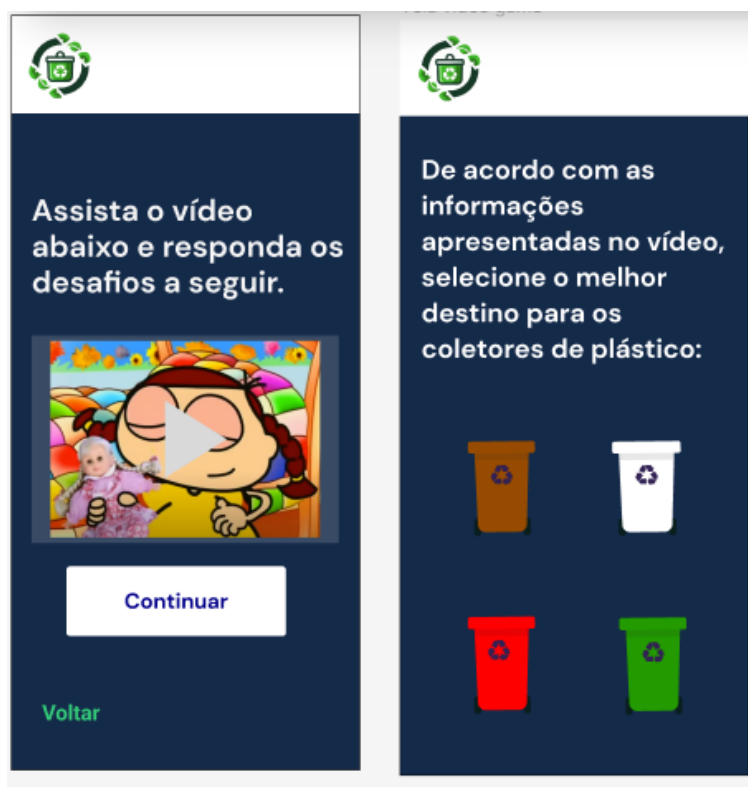 Assista o vídeo
abaixo e responda os
desafios a seguir.
Continuar
Voltar
De acordo com as
informações
apresentadas no vídeo,
selecione o melhor
destino para os
coletores de plástico: